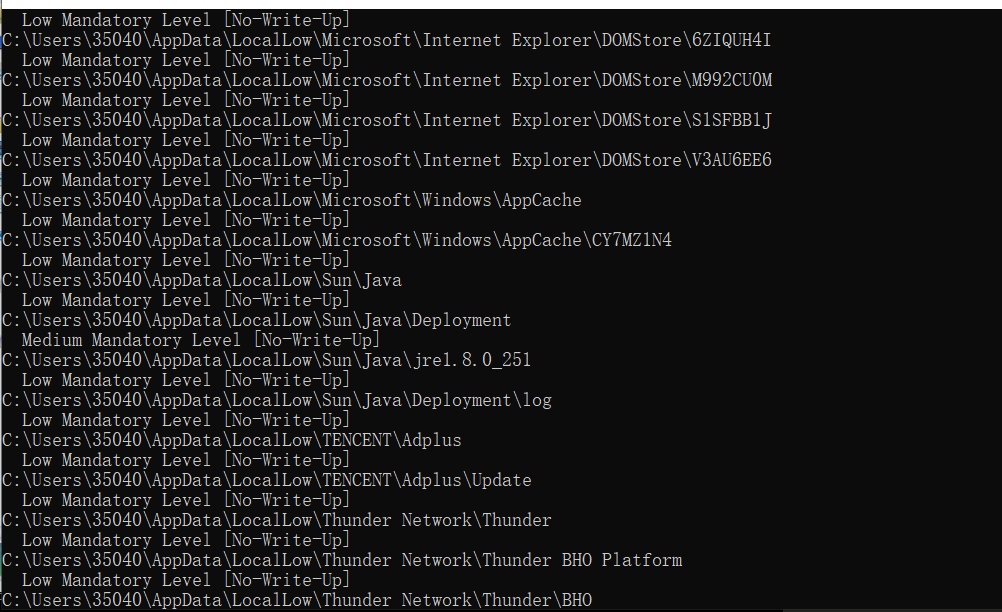 Low Mandatory Level [No-Write-Up]
C:\Users\35040\AppData\LocalLow\Microsoft\Internet Explorer\DOMStore\6ZIQUH4I
Low Mandatory Level [No-Write-Up]
C:\Users\35040\AppData\LocalLow\Microsoft\Internet Explorer\DOMStore\M992CU0M
Low Mandatory Level [No-Write-Up]
C:\Users\35040\AppData\LocalLow\Microsoft\Internet Explorer\DOMStore\S1SFBB1J
Low Mandatory Level [No-Write-Up]
C:\Users\35040\AppData\LocalLow\Microsoft\Internet Explorer\DOMStore\V3AU6EE6
Low Mandatory Level [No-Write-Up]
C:\Users\35040\AppData\LocalLow\Microsoft\Windows\AppCache
Low Mandatory Level [No-Write-Up]
C:\Users\35040\AppData\LocalLow\Microsoft\Windows\AppCache\CY7MZ1N4
Low Mandatory Level [No-Write-Up]
C:\Users\35040\AppData\LocalLow\Sun\Java
Low Mandatory Level [No-Write-Up]
C:\Users\35040\AppData\LocalLow\Sun\Java\Deployment
Medium Mandatory Level [No-Write-Up]
C:\Users\35040\AppData\LocalLow\Sun\Java\jre1.8.0_251
Low Mandatory Level [No-Write-Up]
C:\Users\35040\AppData\LocalLow\Sun\Java\Deployment\log
Low Mandatory Level [No-Write-Up]
C:\Users\35040\AppData\LocalLow\TENCENT\Adplus
Low Mandatory Level [No-Write-Up]
C:\Users\35040\AppData\LocalLow\TENCENT\Adplus\Update
Low Mandatory Level [No-Write-Up]
C:\Users\35040\AppData\LocalLow\Thunder Network\Thunder
Low Mandatory Level [No-Write-Up]
C:\Users\35040\AppData\LocalLow\Thunder Network\Thunder BHO Platform
Low Mandatory Level [No-Write-Up]
C:\Users\35040\AppData\LocalLow\Thunder Network\Thunder\BHO